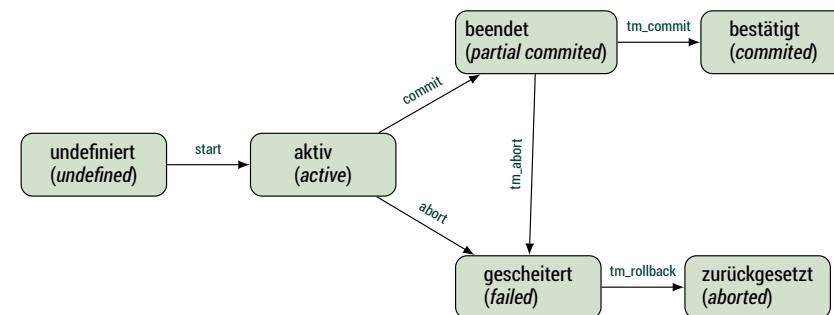 beendet
(partial commited)
tm_commit
bestätigt
(commited)
commit
undefiniert
(undefined)
start
aktiv
(active)
tm_abort
abort
gescheitert
(failed)
tm_rollback
zurückgesetzt
(aborted)